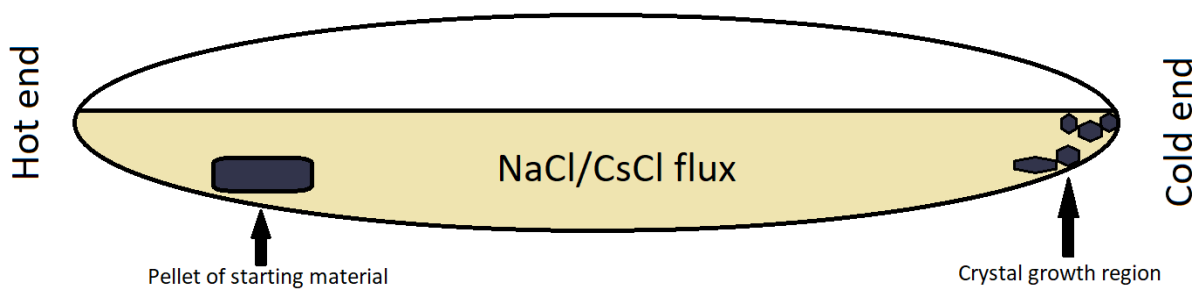 Hot end
NaCl/CsCl flux
Cold end
Pellet of starting material
Crystal growth region